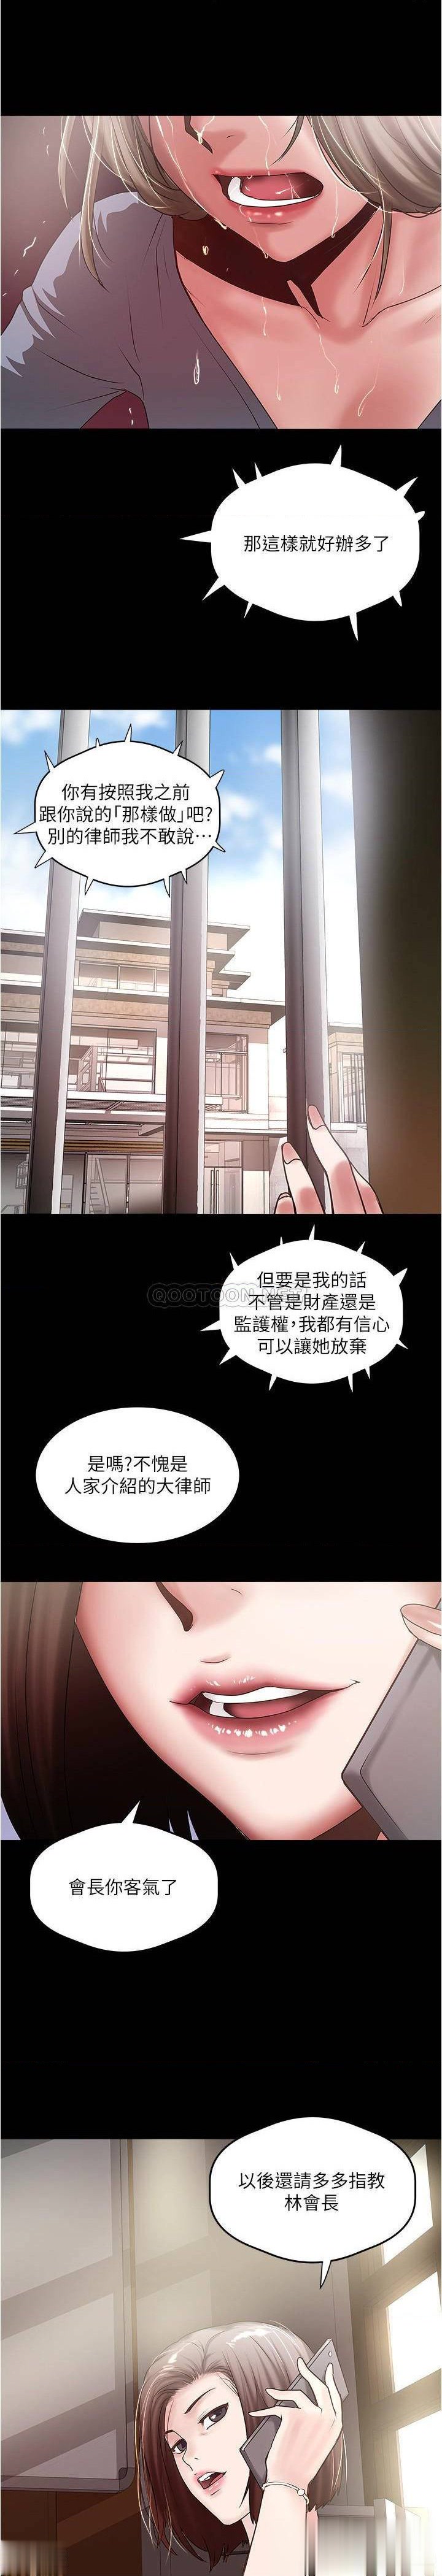 那這樣就好辦多了
你有按照我之前
跟你說的「那樣做」吧?
別的律師我不敢說…
QOOTOON.NET
但要是我的話
不管是財產還是
監護權,我都有信心
可以讓她放棄
是嗎?不愧是
人家介紹的大律師
會長你客氣了
以後還請多多指教
林會長